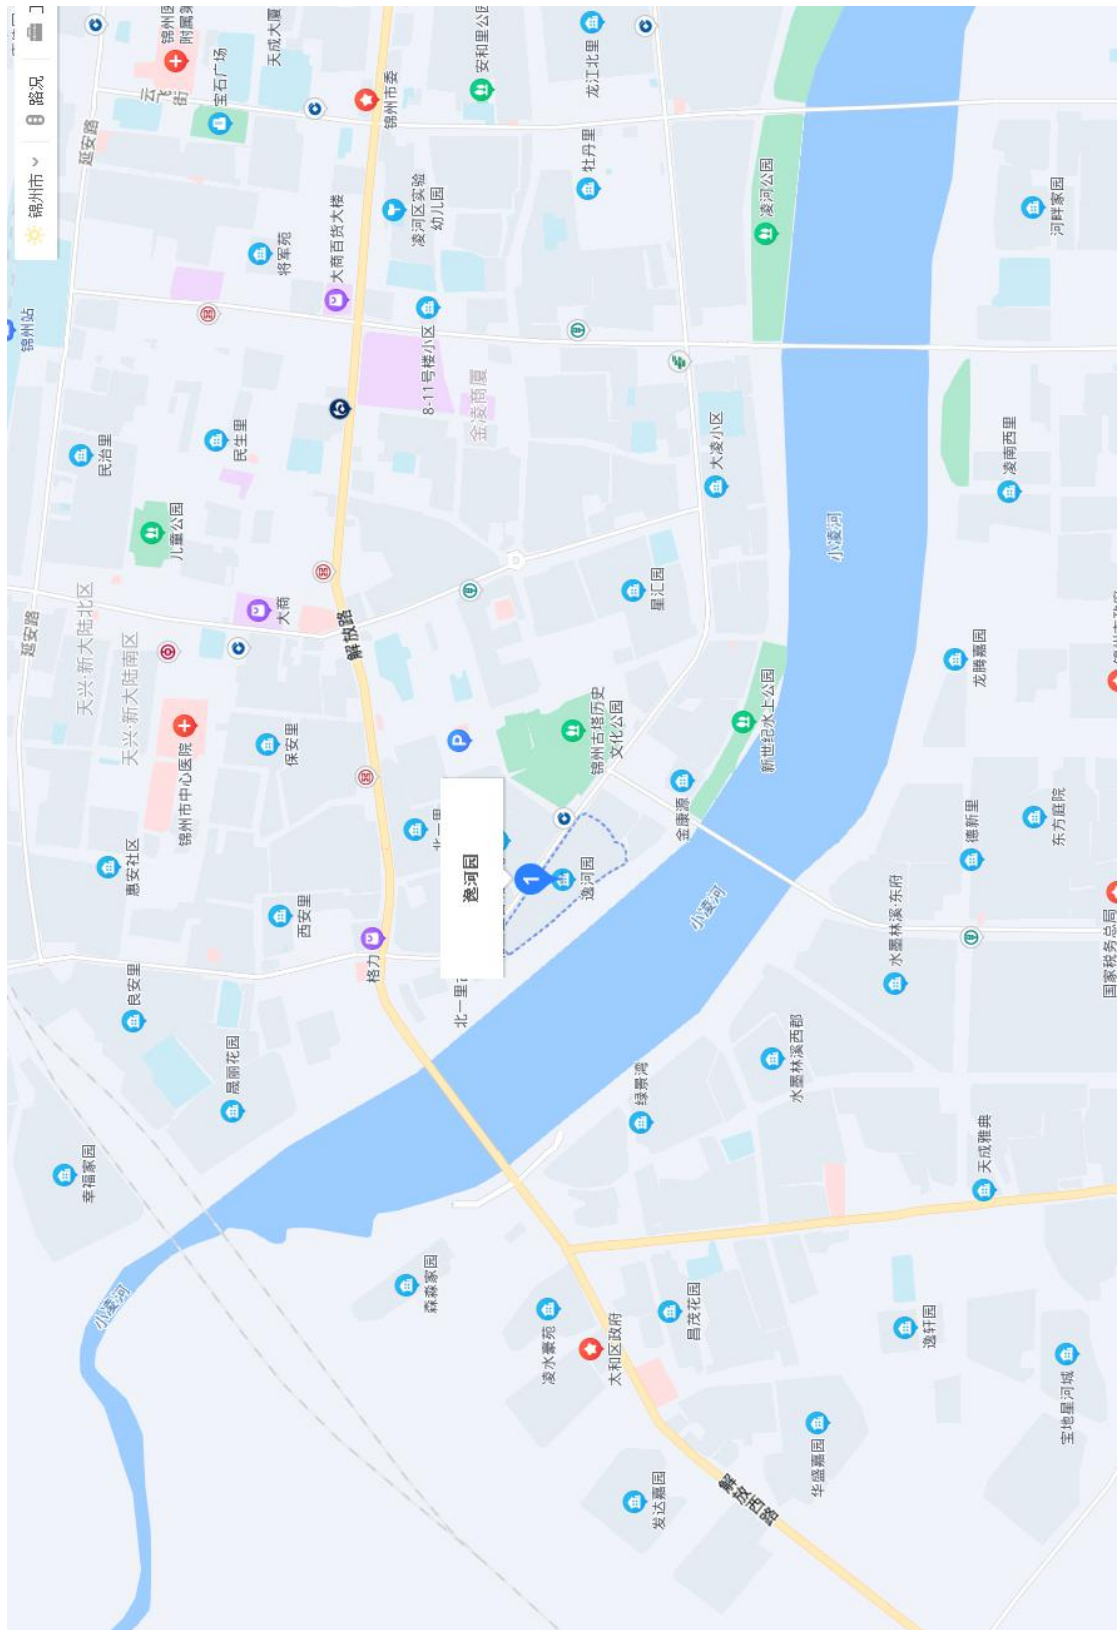 锦州市
路况
锦州站
延安路
延安路
民治里
幸福家园
惠安社区
良安里
小凌河
天兴·新大陆北区
天兴·新大陆南区
云飞街
锦州医
附属第
宝石广场
儿童公园
民生里
锦州市中心医院
晟丽花园
天成大厦
将军苑
大商
保安里
西安里
大商百货大楼
解放路
格力
锦州市委
凌河区实验
幼儿园
8-11号楼小区
北一里
森森家园
北一里
逸河园
金凌商厦
安和里公园
1
凌水豪苑
逸河园
龙江北里
牡丹里
锦州古塔历史
文化公园
太和区政府
星汇园
绿景湾
发达嘉园
金康源
昌茂花园
大凌小区
小凌河
解放西路
凌河公园
新世纪水上公园
水墨林溪西郡
小凌河
华盛嘉园
水墨林溪·东府
逸轩园
龙腾嘉园
德新里
天成雅典
凌南西里
河畔家园
东方庭院
宝地星河城
国家税务总局